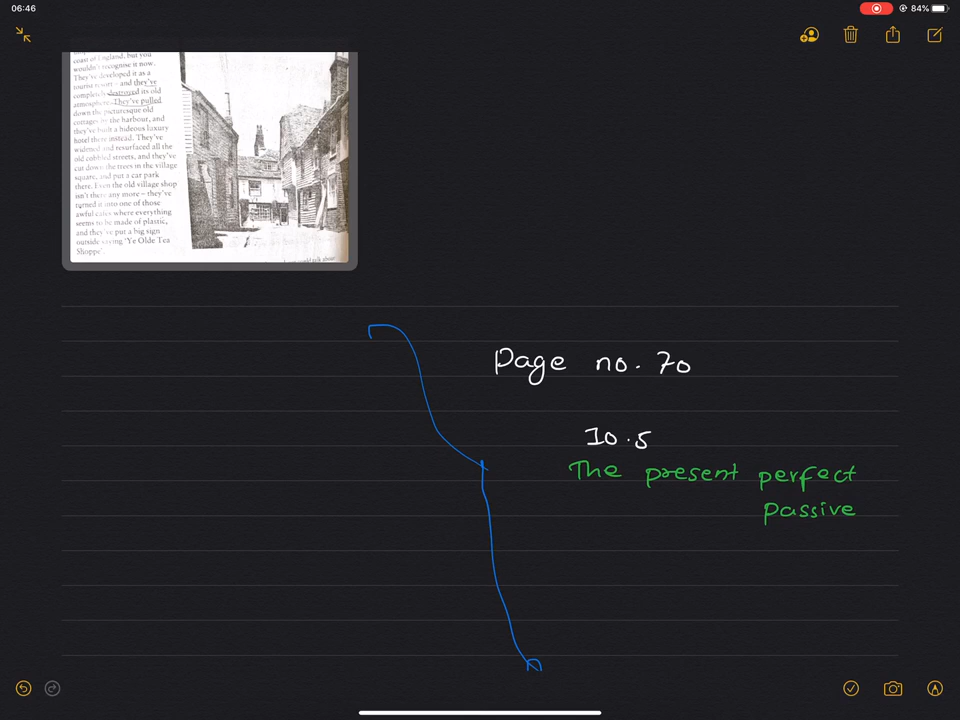 06:46
84%
coast of England, but you
wouldn't recognise it now.
They've developed it as a
tourist resort – and they've
completely destroyed its old
atmosphere. They've pulled
down the picturesque old
cottages by the harbour, and
they've built a hideous luxury
hotel there instead. They've
widened and resurfaced all the
old cobbled streets, and they've
cut down the trees in the village
square, and put a car park
there. Even the old village shop
isn't there any more – they've
turned it into one of those
awful cafes where everything
seems to be made of plastic,
and they've put a big sign
outside saying 'Ye Olde Tea
Shoppe'.
talk about
Page no. 70
10.5
The present perfect
passive